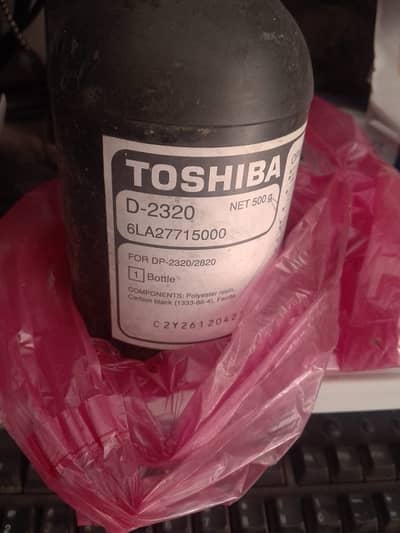 TOSHIBA
D-2320 NET 500 g
6LA27715000
FOR DP-2320/2820
1 Bottle
COMPONENTS: Polyester resin,
Carbon black (1333-86-4), Ferrite
C2Y2612042